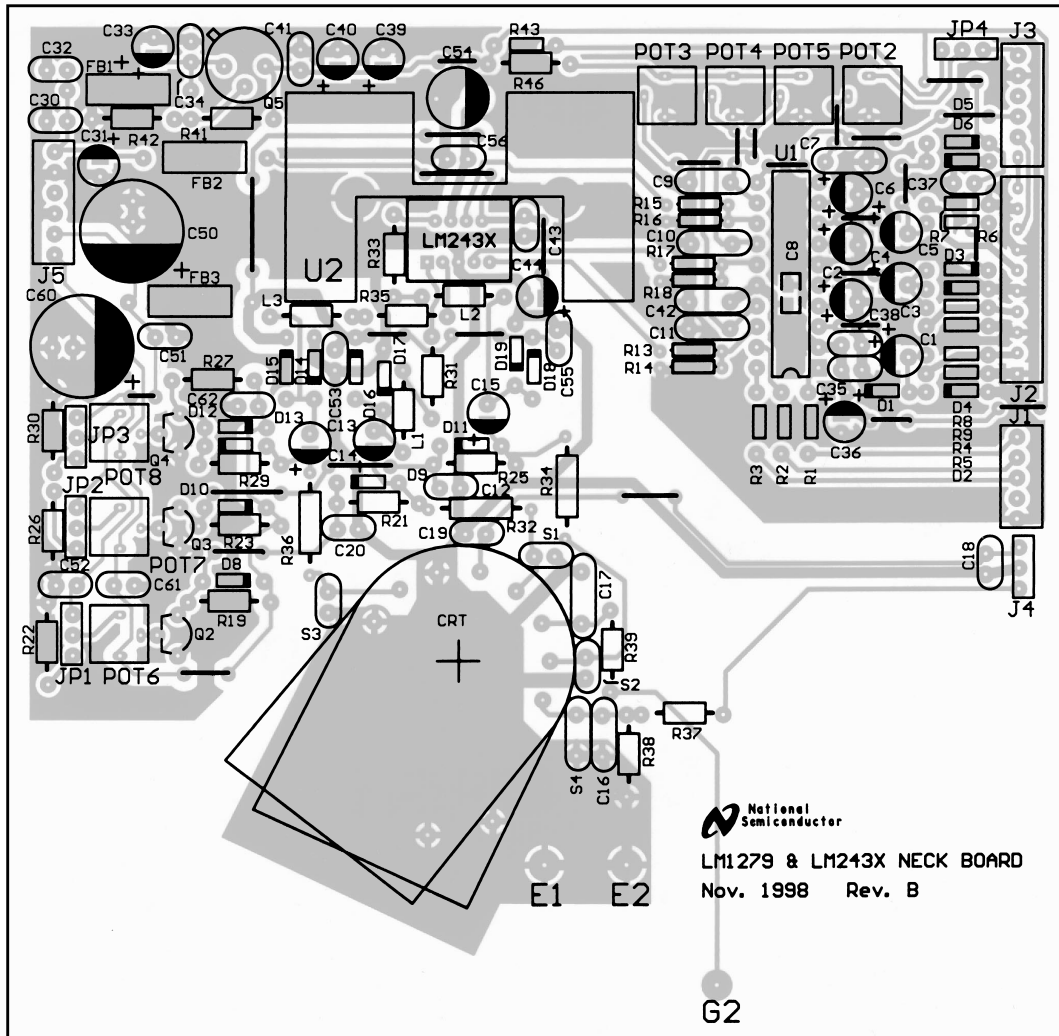 C33
C41
C40
C39
R43
JP4
J3
C32
C54
POT3
POT4
POT5
POT2
FB1
C34
Q5
R46
C30
D5
C31
R42
R41
D6
C56
C7
U1
FB2
C9
C6
C37
R15
R16
C50
R33
LM243X
C43
C10
C8
C4
C5
R7
R6
R17
J5
U2
C44
C2
D3
C60
FB3
L3
R35
L2
R18
C42
C3
C38
C11
C51
D17
D19
R13
C1
R27
D15
D14
R31
D18
C55
R14
C62
D16
C15
C35
D1
D4
J2
R30
D12
D13
C53
C13
L1
R8
J1
JP3
D11
R9
Q4
C14
R34
C36
R4
POT8
R29
D9
R25
R3
R2
R1
R5
JP2
D10
C12
D2
R26
R21
R32
Q3
R23
R36
C20
C19
S1
POT7
C52
C61
D8
C17
C18
R19
S3
CRT
J4
R22
Q2
R39
JP1
POT6
S2
R37
R38
S4
C16
National
Semiconductor
LM1279 & LM243X NECK BOARD
Nov. 1998 Rev. B
E1
E2
G2